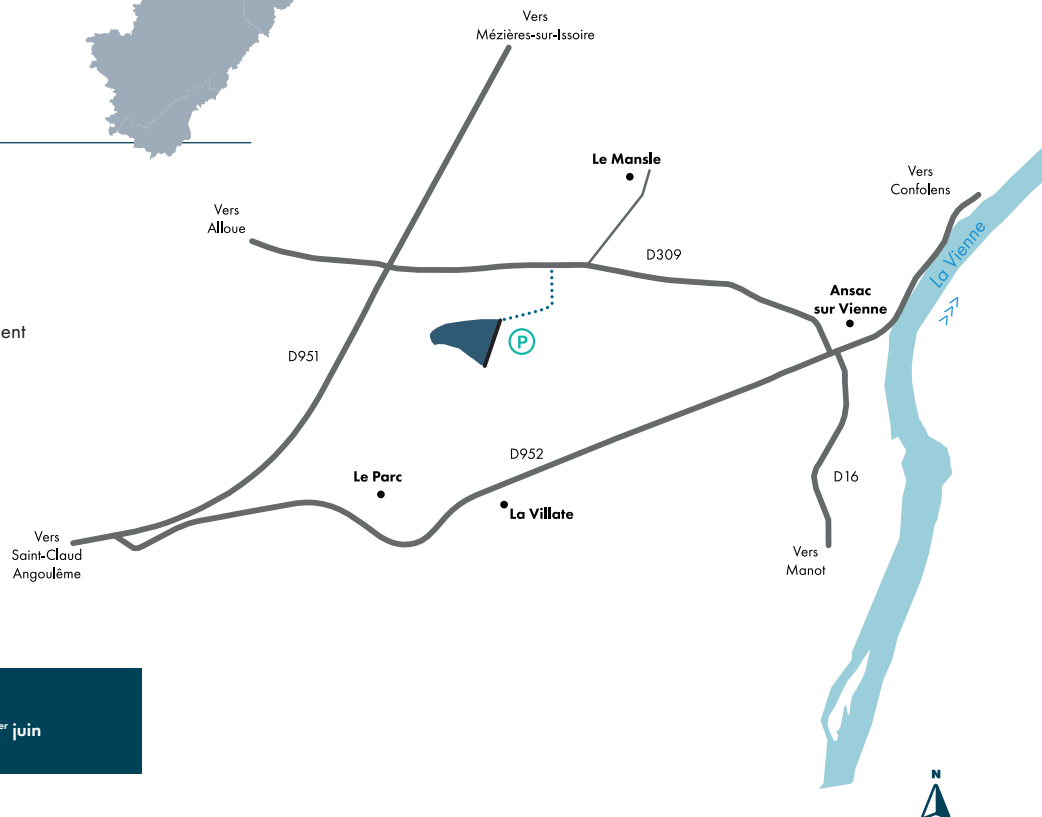 Vers
Mézières-sur-Issoire
Le Mansle
Vers
Confolens
Vers
Alloue
D309
La Vienne
Ansac
sur Vienne
ent
P
D951
D952
Le Parc
D16
La Villate
Vers
Saint-Claud
Angoulême
Vers
Manot
er juin
N